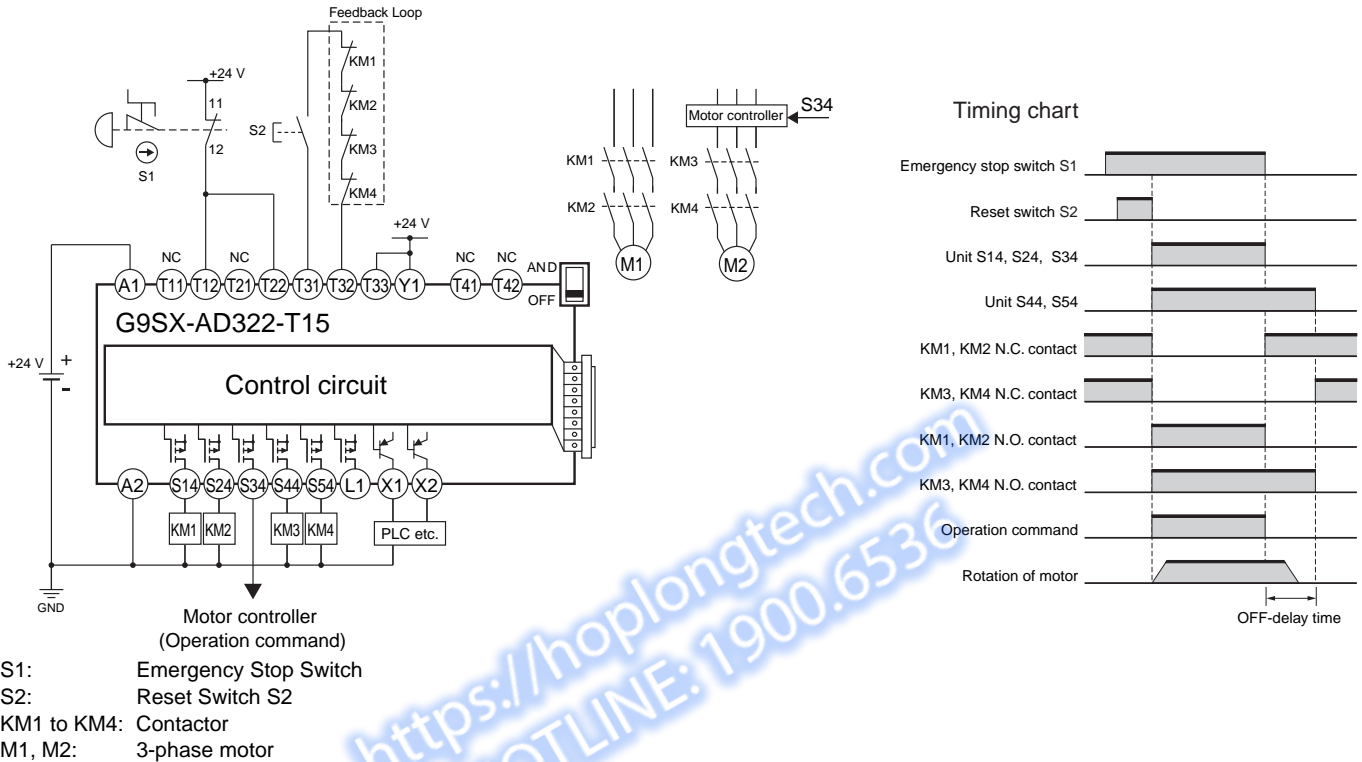 Feedback Loop
KM1
KM2
KM3
KM4
+24 V
11
12
S1
S2
+24 V
NC
NC
NC
NC
A1
T11
T12
T21
T22
T31
T32
T33
Y1
T41
T42
AND
OFF
G9SX-AD322-T15
Control circuit
+24 V
+
-
A2
S14
S24
S34
S44
S54
L1
X1
X2
KM1
KM2
KM3
KM4
PLC etc.
GND
Motor controller
(Operation command)
KM1
KM2
M1
Motor controller
S34
KM3
KM4
M2
S1: Emergency Stop Switch
S2: Reset Switch S2
KM1 to KM4: Contactor
M1, M2: 3-phase motor
Timing chart
Emergency stop switch S1
Reset switch S2
Unit S14, S24, S34
Unit S44, S54
KM1, KM2 N.C. contact
KM3, KM4 N.C. contact
KM1, KM2 N.O. contact
KM3, KM4 N.O. contact
Operation command
Rotation of motor
OFF-delay time
https://hoplongtech.com
HOTLINE: 1900.6536